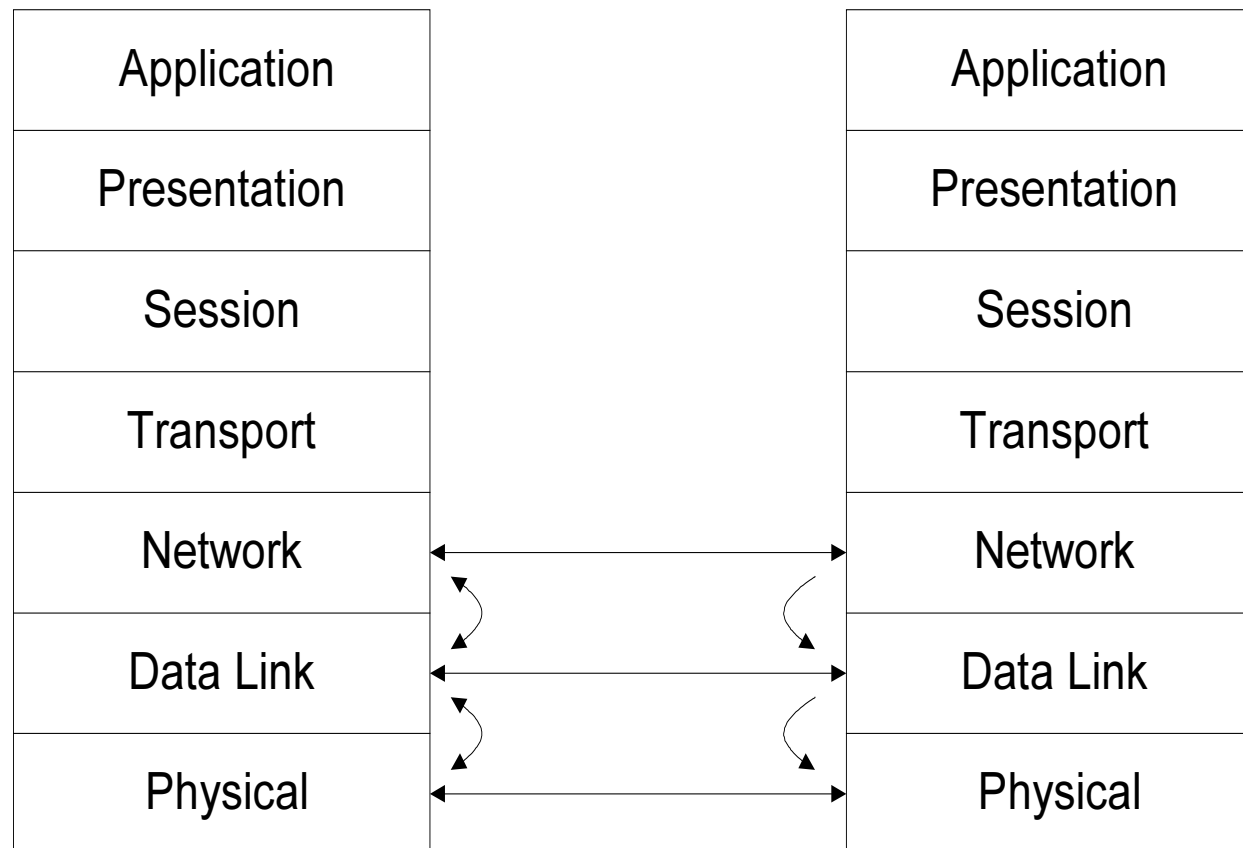 Application
Presentation
Session
Transport
Network
Data Link
Physical
Application
Presentation
Session
Transport
Network
Data Link
Physical